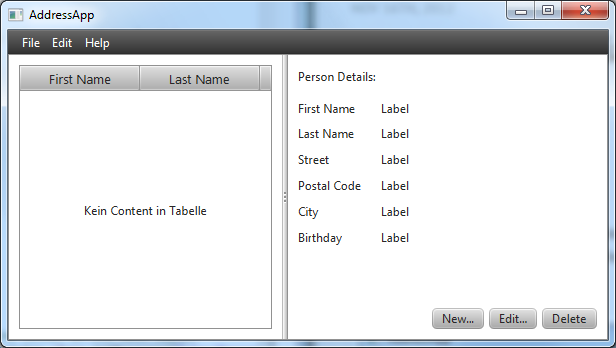 AddressApp
File Edit Help
First Name Last Name
Kein Content in Tabelle
Person Details:
First Name Label
Last Name Label
Street Label
Postal Code Label
City Label
Birthday Label
New... Edit... Delete